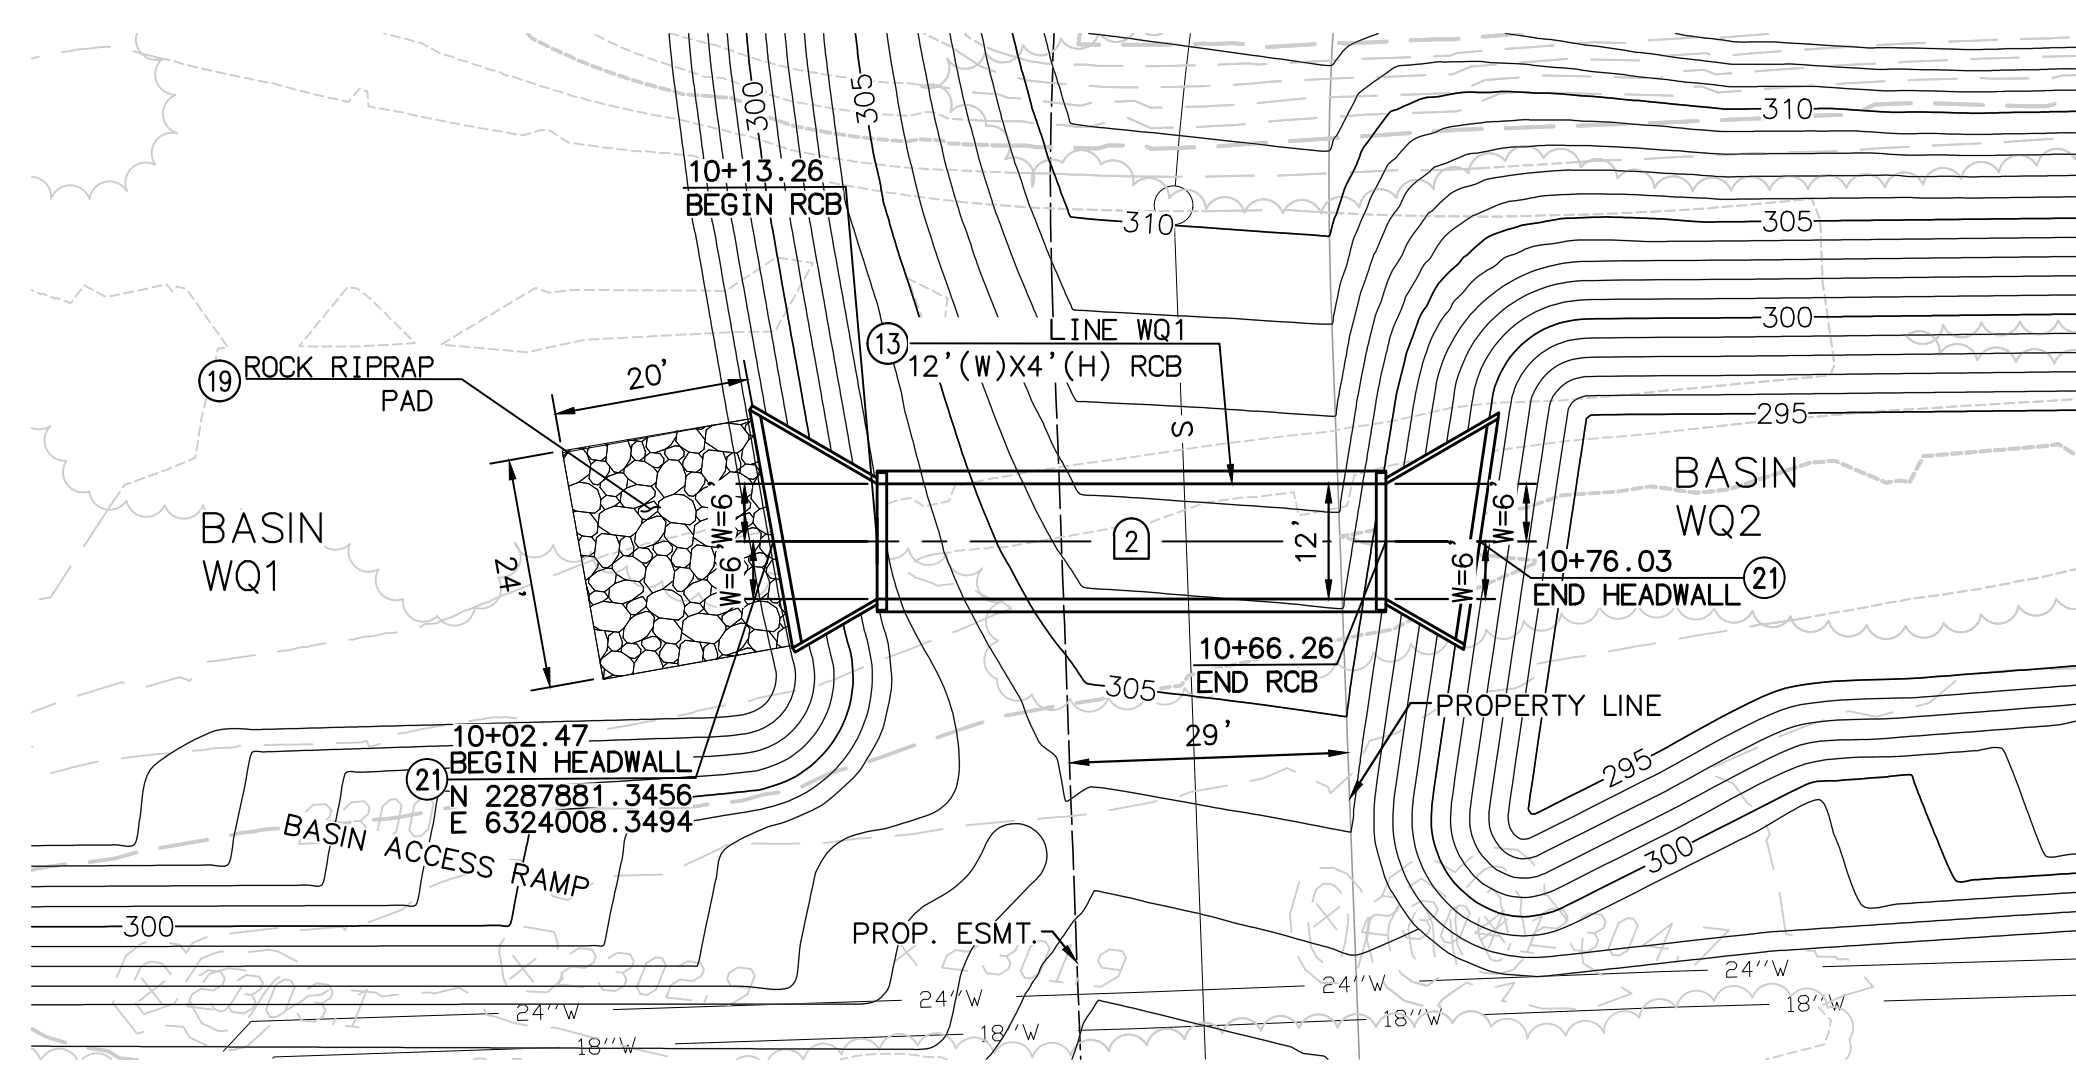 300
305
310
10+13.26
BEGIN RCB
310
305
13
LINE WQ1
12'(W)X4'(H) RCB
300
19
ROCK RIPRAP
PAD
20'
295
S
BASIN
WQ1
24'
W=6'
W=6'
2
12'
W=6'
W=6'
BASIN
WQ2
10+76.03
END HEADWALL
21
10+66.26
END RCB
305
PROPERTY LINE
29'
10+02.47
BEGIN HEADWALL
21
N 2287881.3456
E 6324008.3494
BASIN ACCESS RAMP
295
300
300
PROP. ESMT.
24"W
24"W
24"W
24"W
18"W
18"W
18"W
18"W